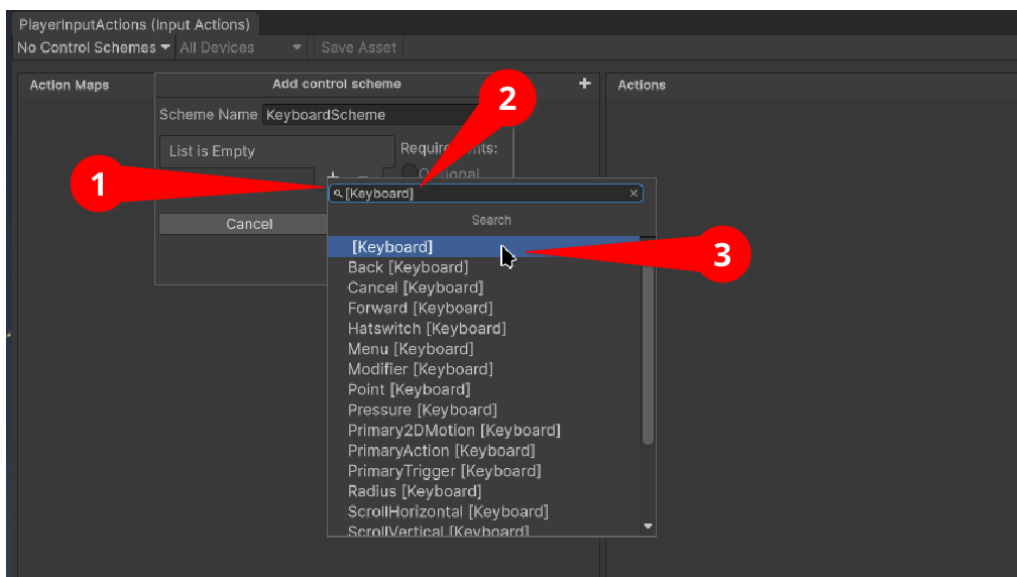 PlayerInputActions (Input Actions)
No Control Schemes All Devices Save Asset
Action Maps
Add control scheme
+
Actions
Scheme Name KeyboardScheme
2
List is Empty
Requirements:
Optional
1
[Keyboard]
×
Cancel
Search
[Keyboard]
3
Back [Keyboard]
Cancel [Keyboard]
Forward [Keyboard]
Hatswitch [Keyboard]
Menu [Keyboard]
Modifier [Keyboard]
Point [Keyboard]
Pressure [Keyboard]
Primary2DMotion [Keyboard]
PrimaryAction [Keyboard]
PrimaryTrigger [Keyboard]
Radius [Keyboard]
ScrollHorizontal [Keyboard]
ScrollVertical [Keyboard]